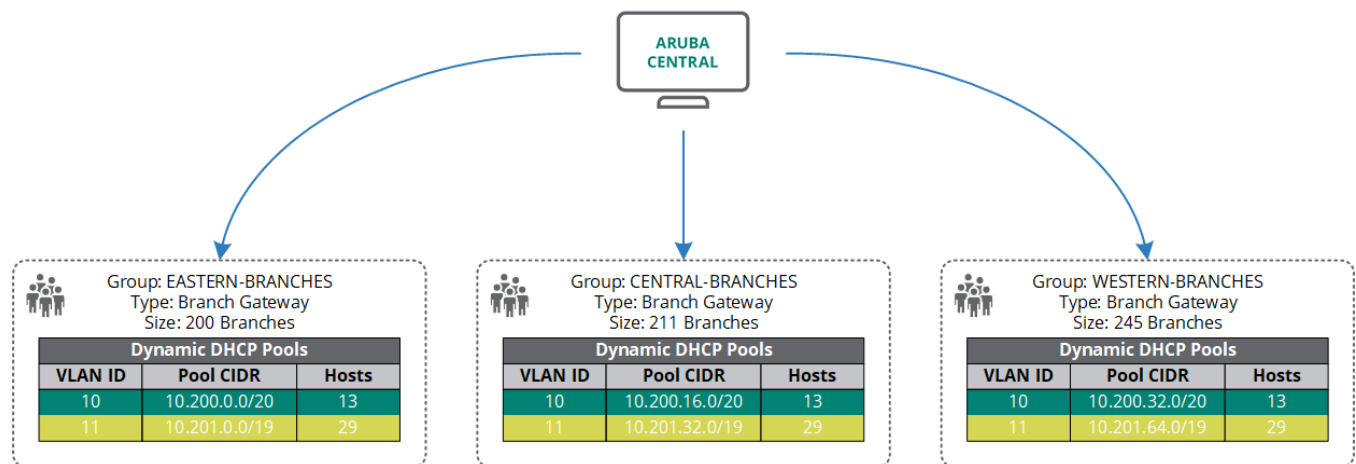 ARUBA
CENTRAL
Group: EASTERN-BRANCHES
Type: Branch Gateway
Size: 200 Branches
Dynamic DHCP Pools
VLAN ID Pool CIDR Hosts
10 10.200.0.0/20 13
11 10.201.0.0/19 29
Group: CENTRAL-BRANCHES
Type: Branch Gateway
Size: 211 Branches
Dynamic DHCP Pools
VLAN ID Pool CIDR Hosts
10 10.200.16.0/20 13
11 10.201.32.0/19 29
Group: WESTERN-BRANCHES
Type: Branch Gateway
Size: 245 Branches
Dynamic DHCP Pools
VLAN ID Pool CIDR Hosts
10 10.200.32.0/20 13
11 10.201.64.0/19 29